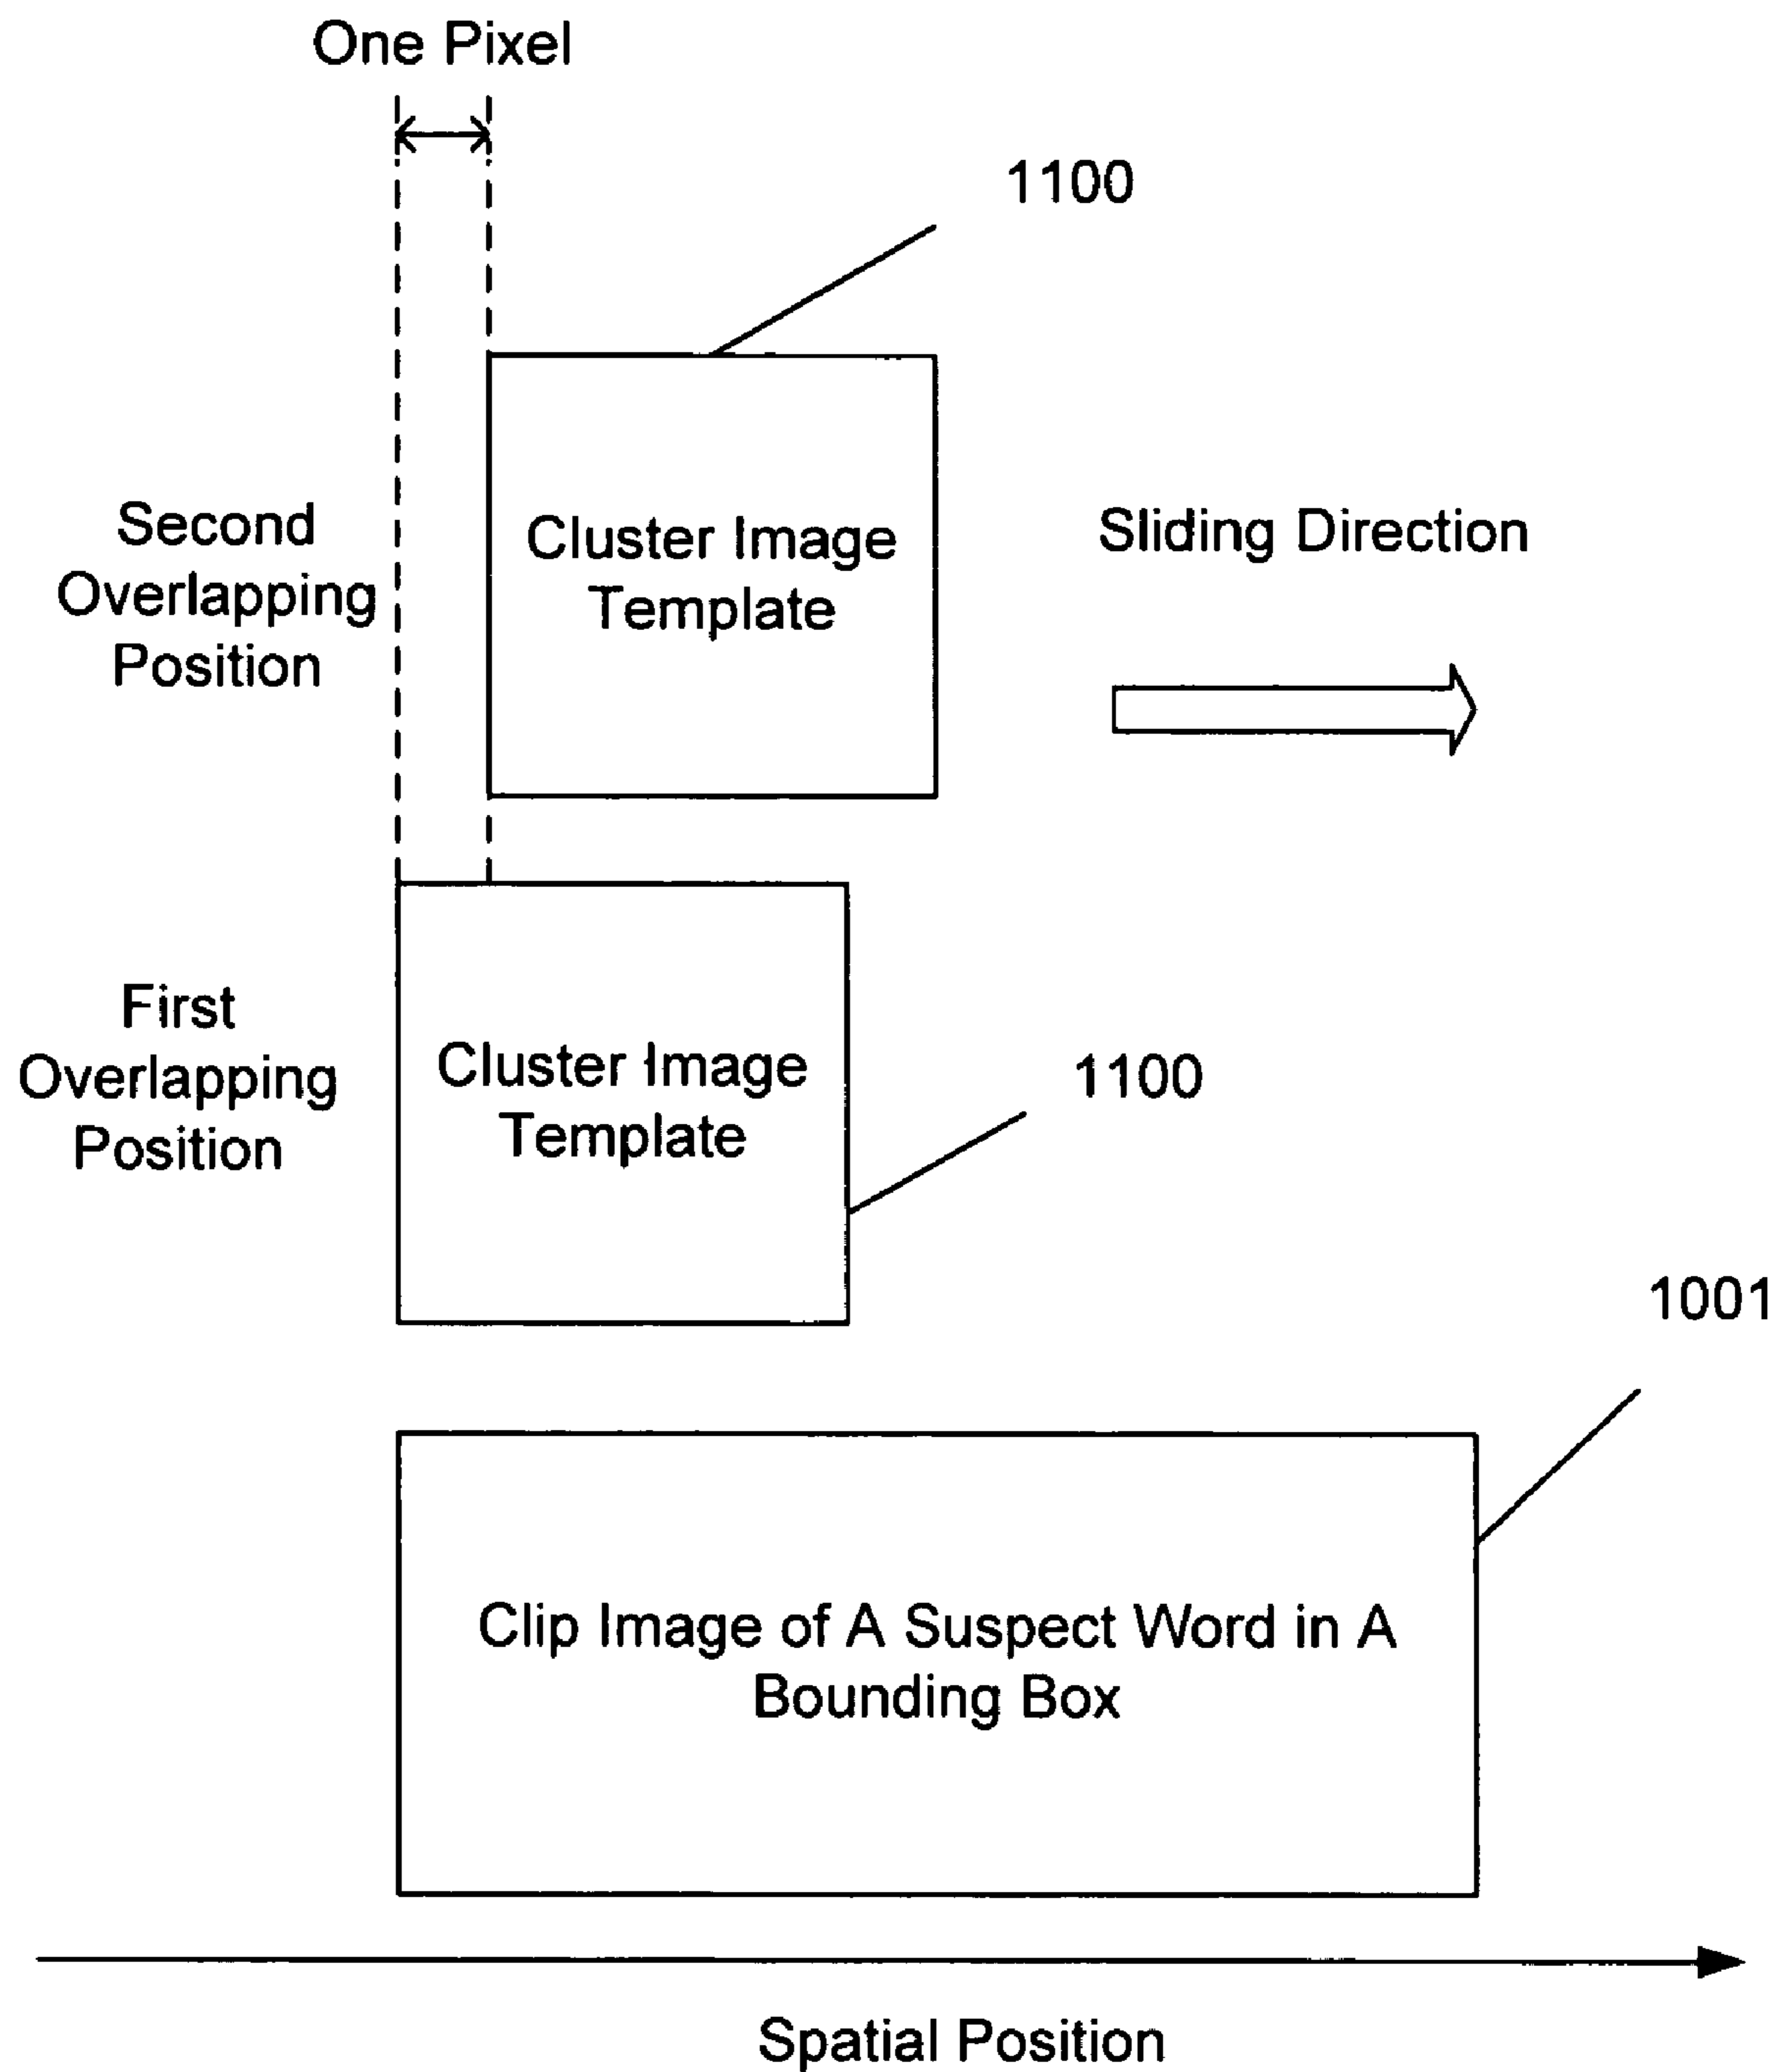 One Pixel
1100
Second
Overlapping
Position
Cluster Image
Template
Sliding Direction
First
Overlapping
Position
Cluster Image
Template
1100
1001
Clip Image of A Suspect Word in A
Bounding Box
Spatial Position